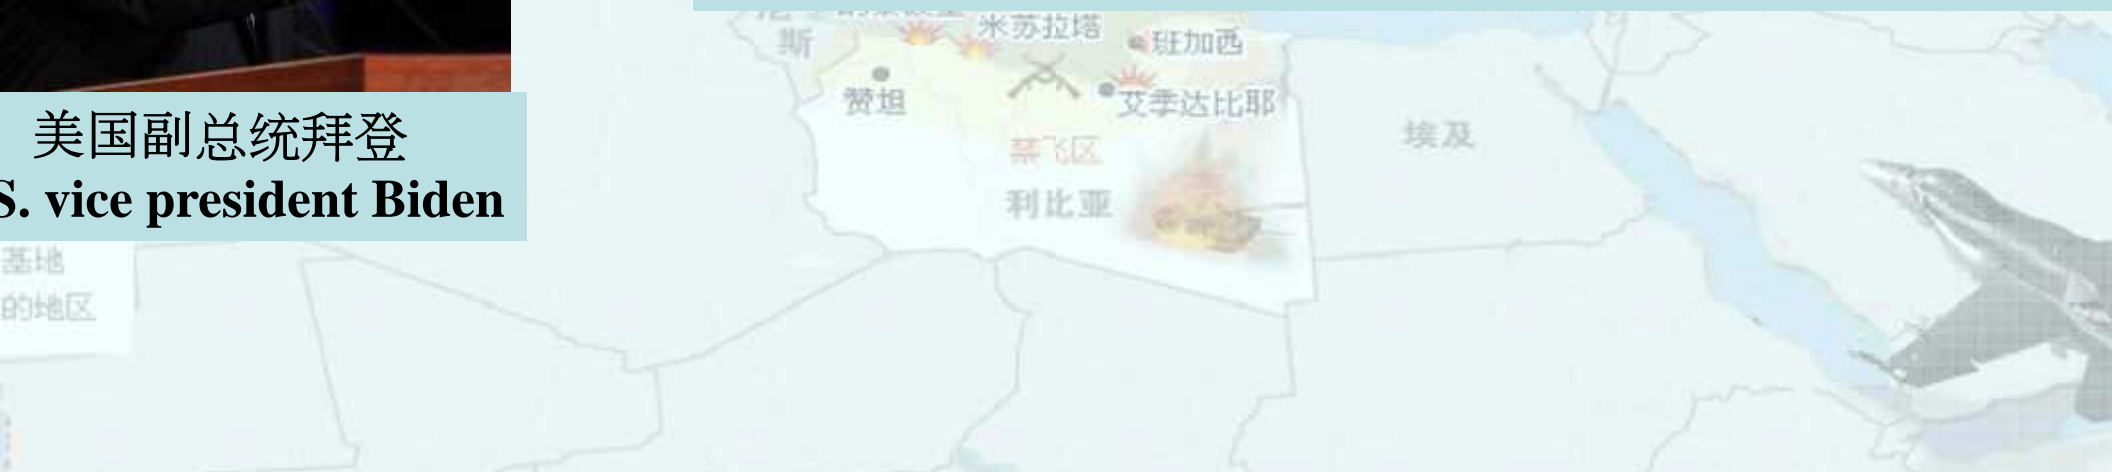 米苏拉塔
斯
班加西
赞坦
艾季达比耶
禁飞区
埃及
利比亚
美国副总统拜登
S. vice president Biden
基地
的地区